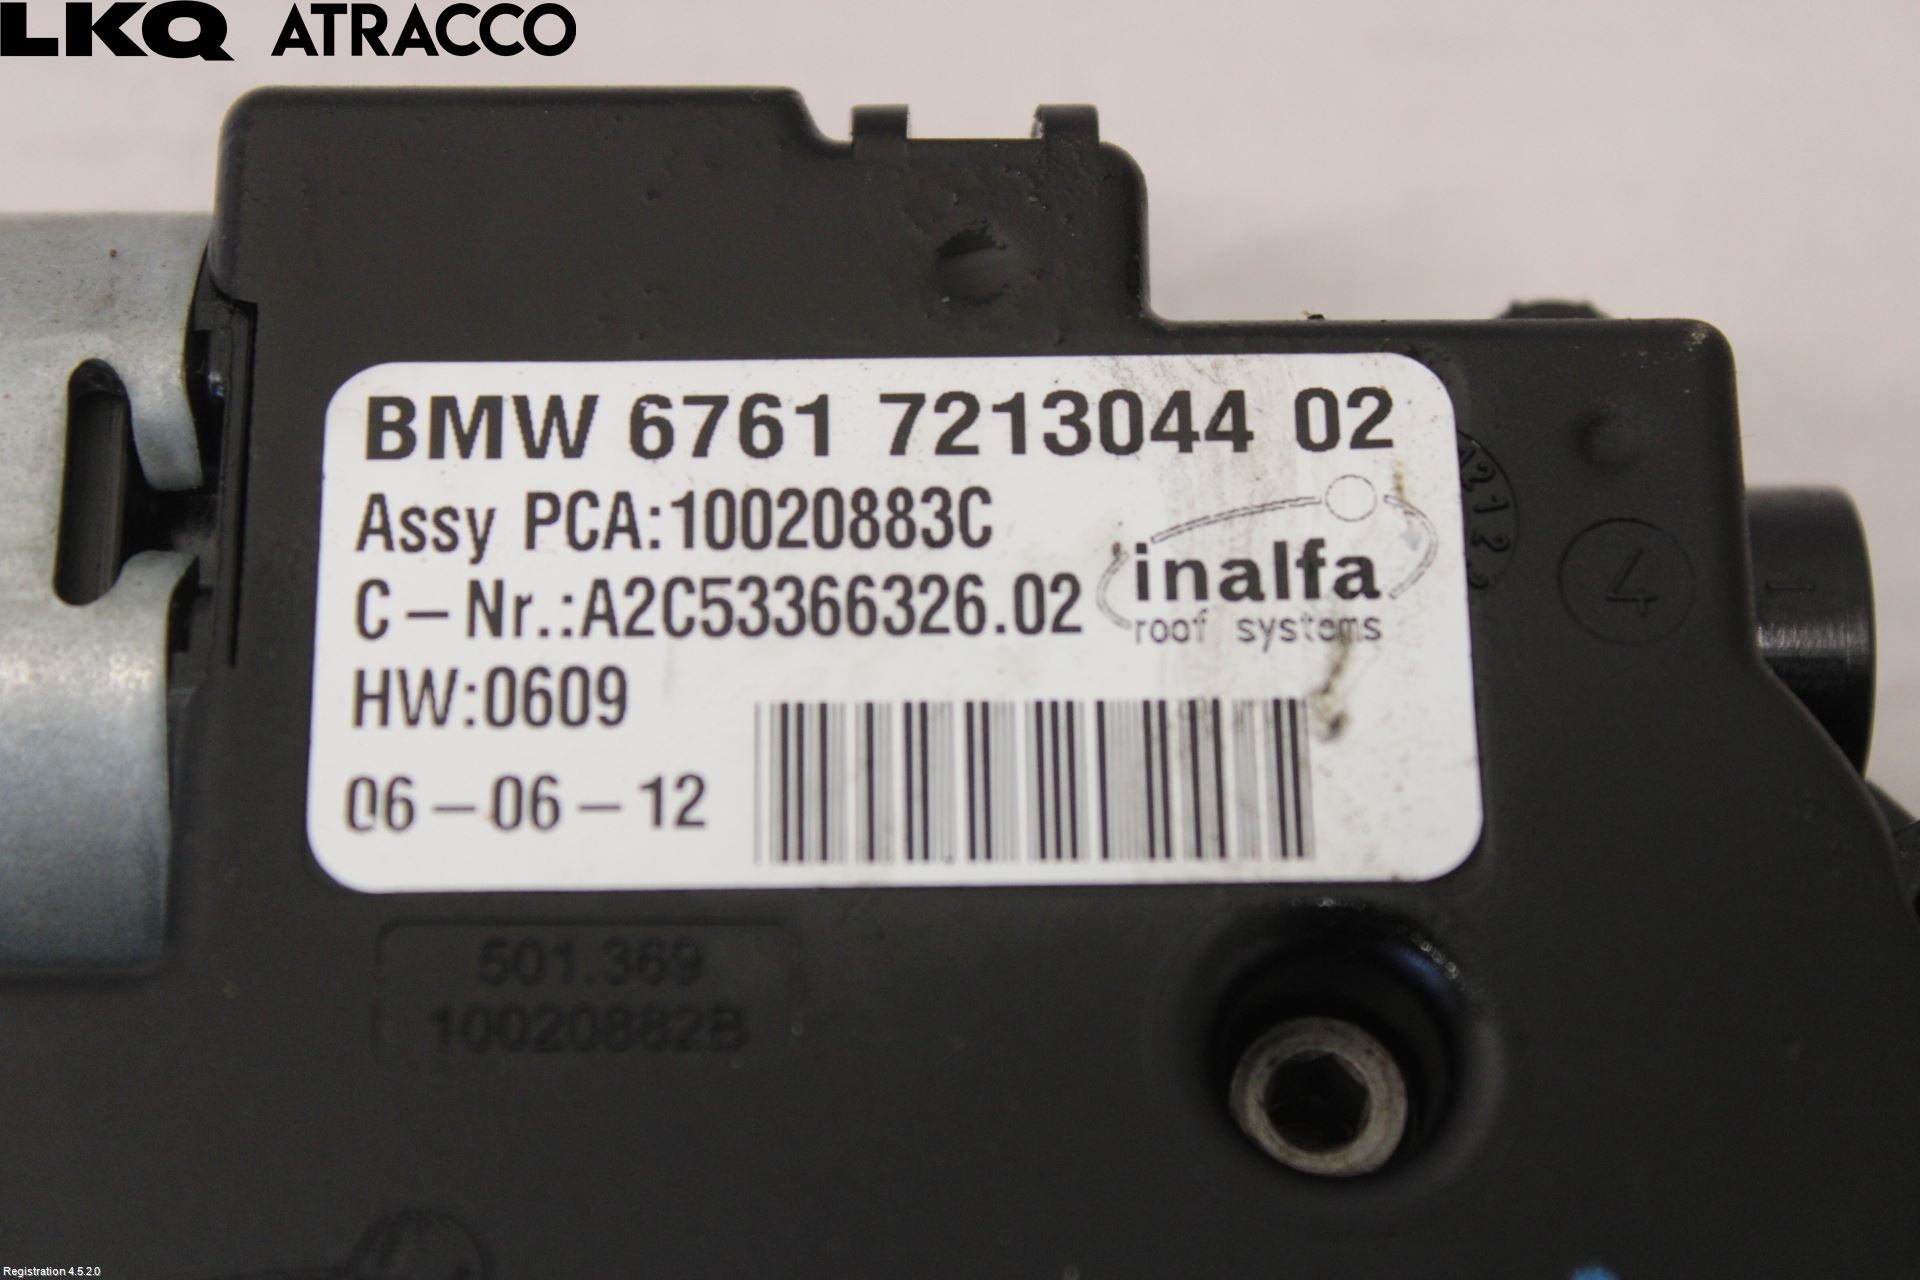 LKQ ATRACCO
BMW 6761 7213044 02
Assy PCA:10020883C
C-Nr.:A2C53366326.02
inalfa
roof systems
HW:0609
06-06-12
4
1
501.369
10020882B
Registration 4.5.2.0